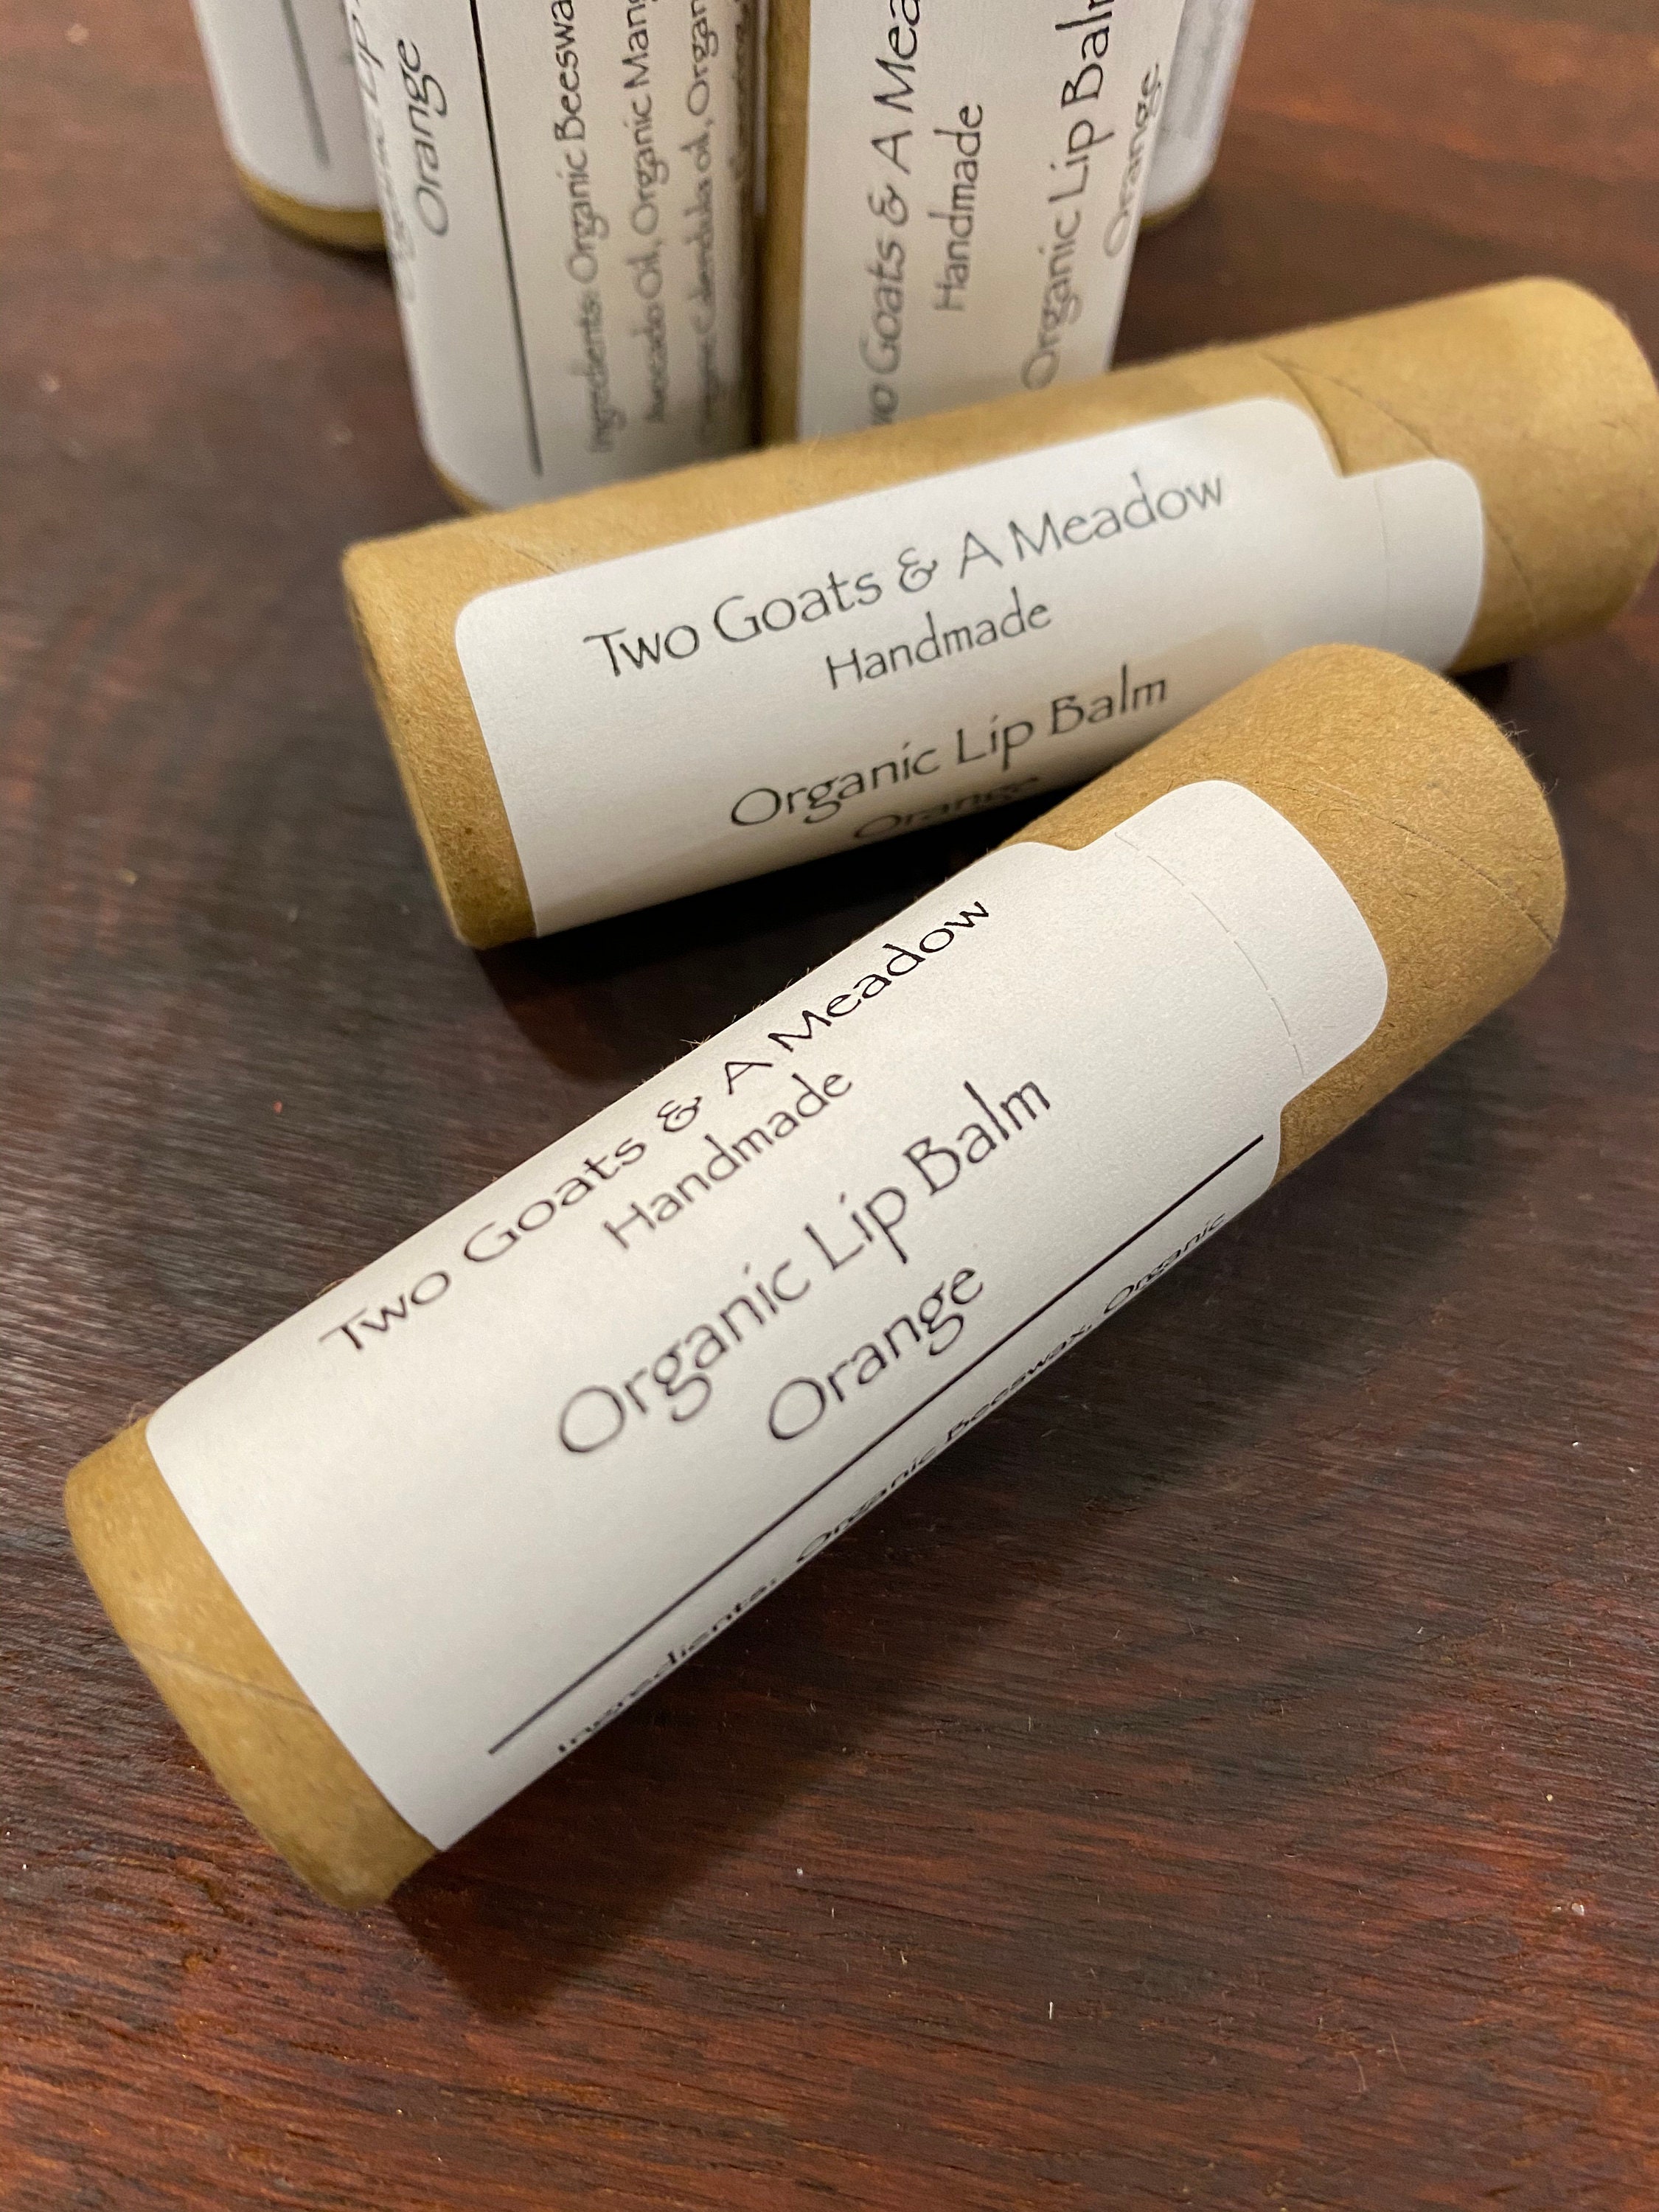 Orange
Ingredients: Organic Beeswa
Avocado Oil, Organic Mang
Organic Calendula oil, Organ
Two Goats & A Mea
Handmade
Organic Lip Balm
Orange
Two Goats & A Meadow
Handmade
Organic Lip Balm
Orange
Two Goats & A Meadow
Handmade
Organic Lip Balm
Orange
Ingredients: Organic Beeswax, Organic